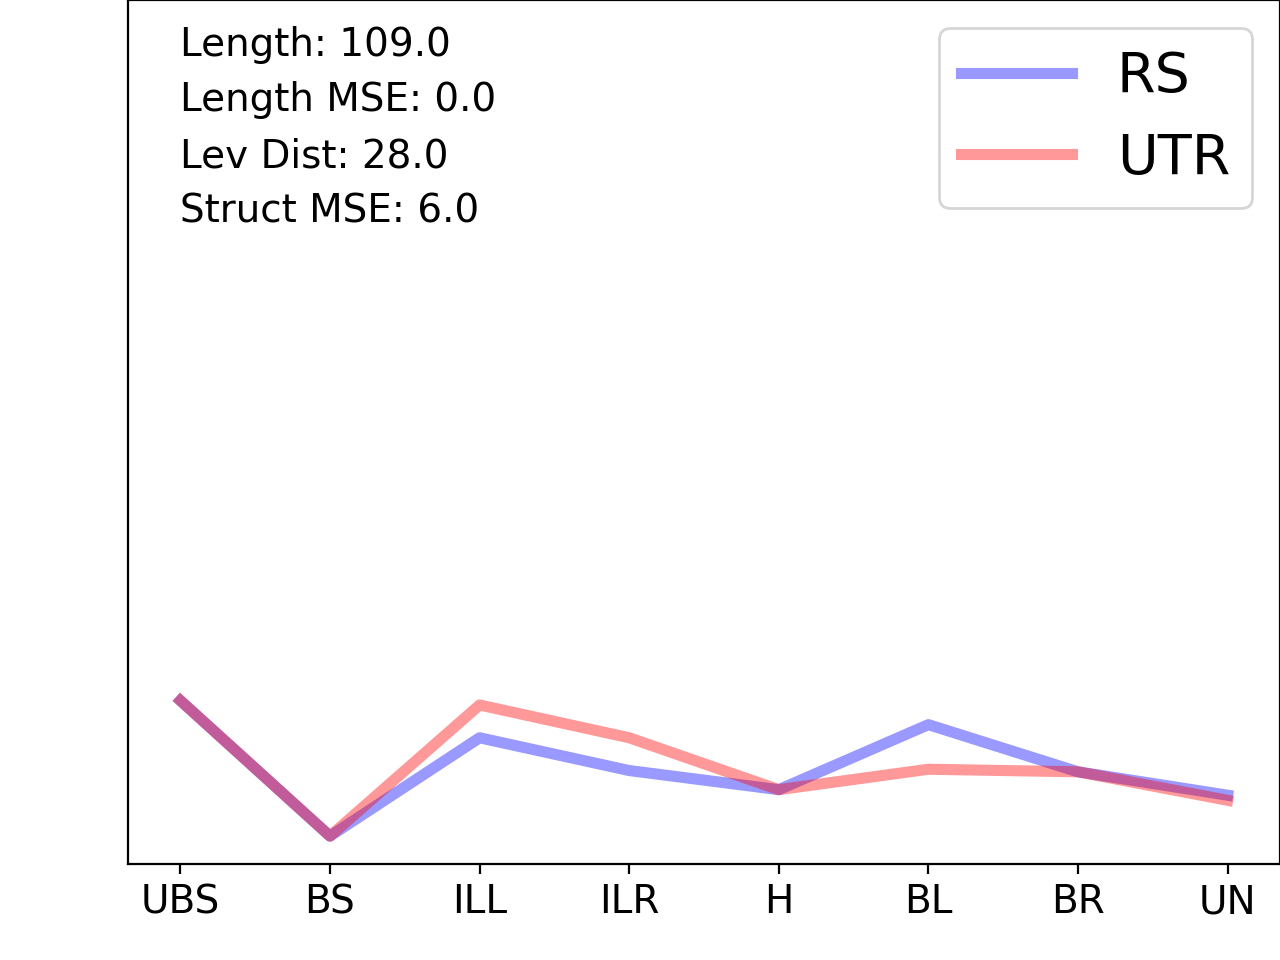 Length: 109.0
Length MSE: 0.0
Lev Dist: 28.0
Struct MSE: 6.0
RS
UTR
UBS BS ILL ILR H BL BR UN